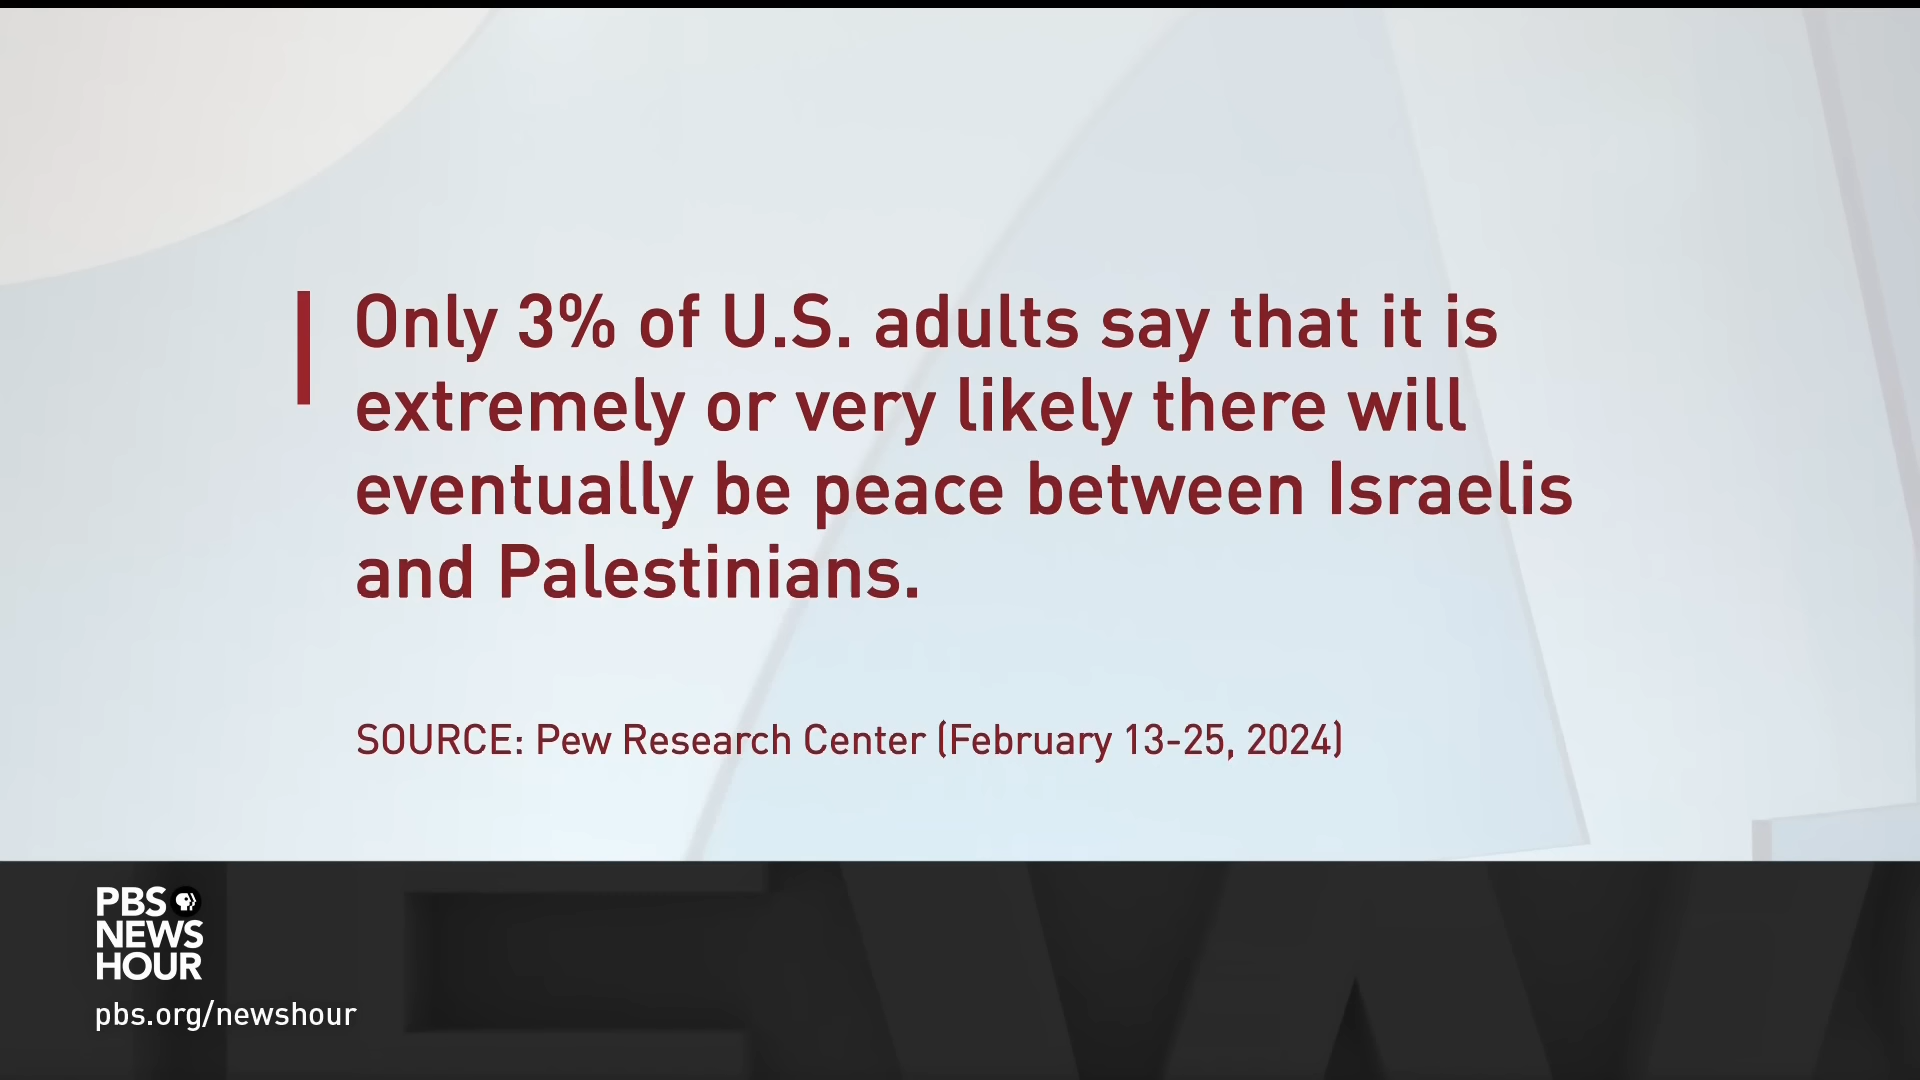 Only 3% of U.S. adults say that it is
extremely or very likely there will
eventually be peace between Israelis
and Palestinians.
SOURCE: Pew Research Center (February 13-25, 2024)
PBS
NEWS
HOUR
pbs.org/newshour